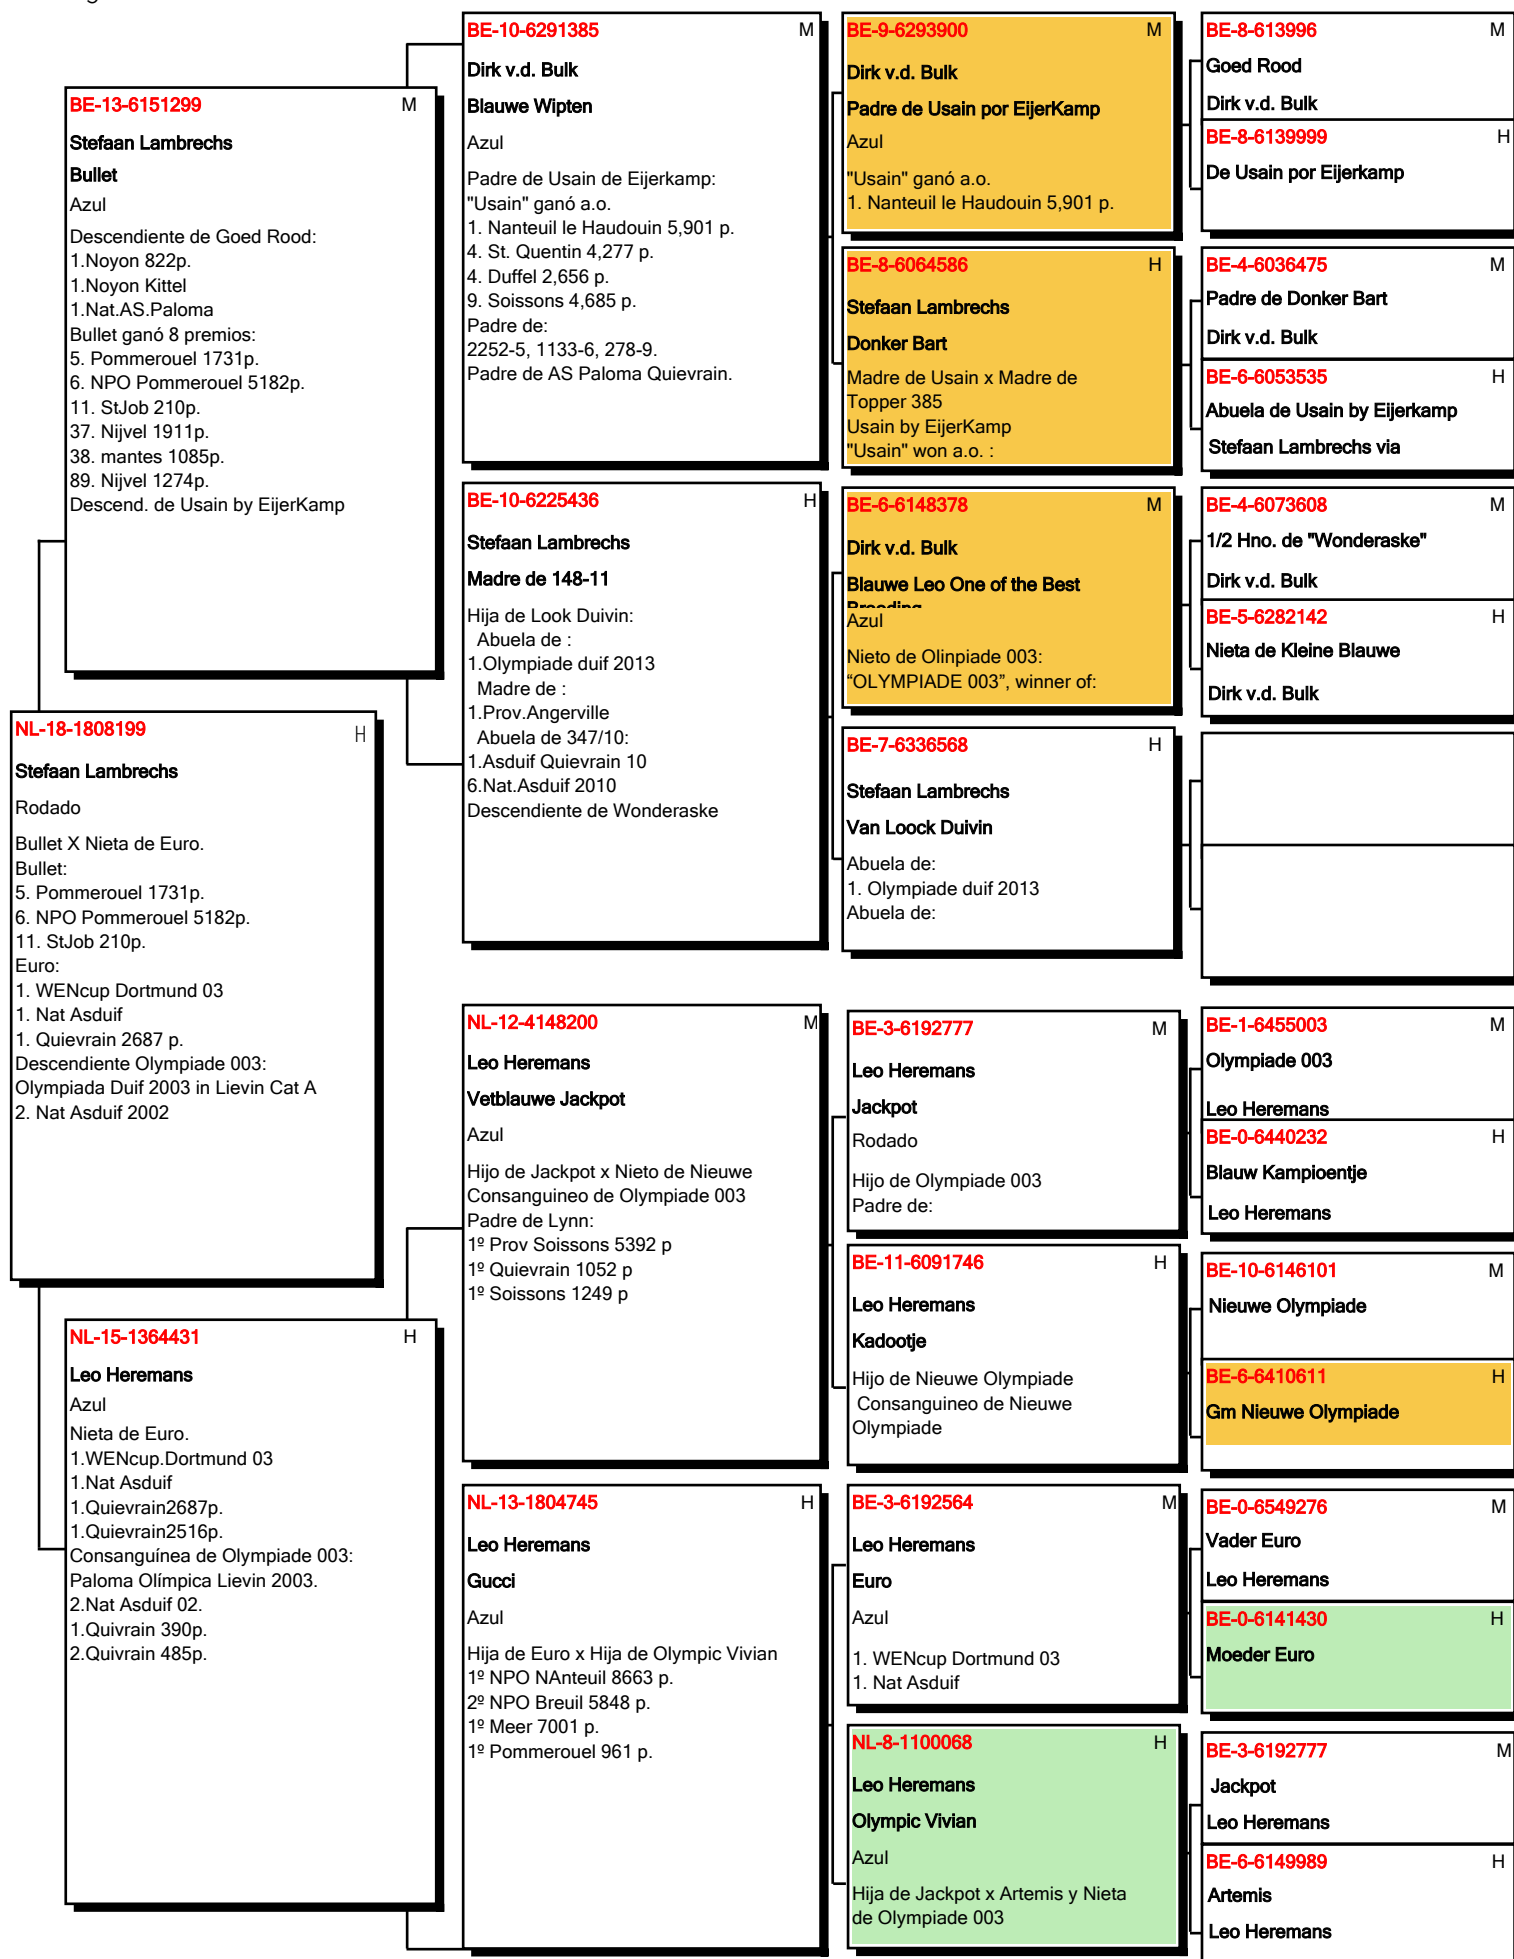 NL-18-1808199 H
Stefaan Lambrechs
Rodado
Bullet X Nieta de Euro.
Bullet:
5. Pommerouel 1731p.
6. NPO Pommerouel 5182p.
11. StJob 210p.
Euro:
1. WENcup Dortmund 03
1. Nat Asduif
1. Quievrain 2687 p.
Descendiente Olympiade 003:
Olympiada Duif 2003 in Lievin Cat A
2. Nat Asduif 2002
BE-13-6151299 M
Stefaan Lambrechs
Bullet
Azul
Descendiente de Goed Rood:
1.Noyon 822p.
1.Noyon Kittel
1.Nat.AS.Paloma
Bullet ganó 8 premios:
5. Pommerouel 1731p.
6. NPO Pommerouel 5182p.
11. StJob 210p.
37. Nijvel 1911p.
38. mantes 1085p.
89. Nijvel 1274p.
Descend. de Usain by EijerKamp
NL-15-1364431 H
Leo Heremans
Azul
Nieta de Euro.
1.WENcup.Dortmund 03
1.Nat Asduif
1.Quievrain2687p.
1.Quievrain2516p.
Consanguínea de Olympiade 003:
Paloma Olímpica Lievin 2003.
2.Nat Asduif 02.
1.Quivrain 390p.
2.Quivrain 485p.
BE-10-6291385 M
Dirk v.d. Bulk
Blauwe Wipten
Azul
Padre de Usain de Eijerkamp:
"Usain" ganó a.o.
1. Nanteuil le Haudouin 5,901 p.
4. St. Quentin 4,277 p.
4. Duffel 2,656 p.
9. Soissons 4,685 p.
Padre de:
2252-5, 1133-6, 278-9.
Padre de AS Paloma Quievrain.
BE-10-6225436 H
Stefaan Lambrechs
Madre de 148-11
Hija de Look Duivin:
Abuela de :
1.Olympiade duif 2013
Madre de :
1.Prov.Angerville
Abuela de 347/10:
1.Asduif Quievrain 10
6.Nat.Asduif 2010
Descendiente de Wonderaske
NL-12-4148200 M
Leo Heremans
Vetblauwe Jackpot
Azul
Hijo de Jackpot x Nieto de Nieuwe
Consanguineo de Olympiade 003
Padre de Lynn:
1º Prov Soissons 5392 p
1º Quievrain 1052 p
1º Soissons 1249 p
NL-13-1804745 H
Leo Heremans
Gucci
Azul
Hija de Euro x Hija de Olympic Vivian
1º NPO NAnteuil 8663 p.
2º NPO Breuil 5848 p.
1º Meer 7001 p.
1º Pommerouel 961 p.
BE-9-6293900 M
Dirk v.d. Bulk
Padre de Usain por EijerKamp
Azul
"Usain" ganó a.o.
1. Nanteuil le Haudouin 5,901 p.
BE-8-6064586 H
Stefaan Lambrechs
Donker Bart
Madre de Usain x Madre de
Topper 385
Usain by EijerKamp
"Usain" won a.o. :
BE-6-6148378 M
Dirk v.d. Bulk
Blauwe Leo One of the Best
Breeding
Azul
Nieto de Olinpiade 003:
“OLYMPIADE 003”, winner of:
BE-7-6336568 H
Stefaan Lambrechs
Van Loock Duivin
Abuela de:
1. Olympiade duif 2013
Abuela de:
BE-3-6192777 M
Leo Heremans
Jackpot
Rodado
Hijo de Olympiade 003
Padre de:
BE-11-6091746 H
Leo Heremans
Kadootje
Hijo de Nieuwe Olympiade
Consanguineo de Nieuwe
Olympiade
BE-3-6192564 M
Leo Heremans
Euro
Azul
1. WENcup Dortmund 03
1. Nat Asduif
NL-8-1100068 H
Leo Heremans
Olympic Vivian
Azul
Hija de Jackpot x Artemis y Nieta
de Olympiade 003
BE-8-613996 M
Goed Rood
Dirk v.d. Bulk
BE-8-6139999 H
De Usain por Eijerkamp
BE-4-6036475 M
Padre de Donker Bart
Dirk v.d. Bulk
BE-6-6053535 H
Abuela de Usain by Eijerkamp
Stefaan Lambrechs via
BE-4-6073608 M
1/2 Hno. de "Wonderaske"
Dirk v.d. Bulk
BE-5-6282142 H
Nieta de Kleine Blauwe
Dirk v.d. Bulk
BE-1-6455003 M
Olympiade 003
Leo Heremans
BE-0-6440232 H
Blauw Kampioentje
Leo Heremans
BE-10-6146101 M
Nieuwe Olympiade
BE-6-6410611 H
Gm Nieuwe Olympiade
BE-0-6549276 M
Vader Euro
Leo Heremans
BE-0-6141430 H
Moeder Euro
BE-3-6192777 M
Jackpot
Leo Heremans
BE-6-6149989 H
Artemis
Leo Heremans